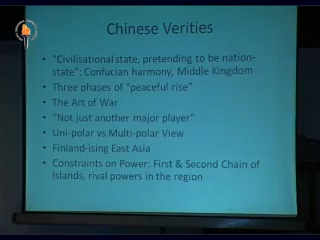 Chinese Verities
• "Civilisational state, pretending to be nation-
state": Confucian harmony, Middle Kingdom
• Three phases of "peaceful rise"
• The Art of War
• "Not just another major player"
• Uni-polar vs Multi-polar View
• Finland-ising East Asia
• Constraints on Power: First & Second Chain of
Islands, rival powers in the region